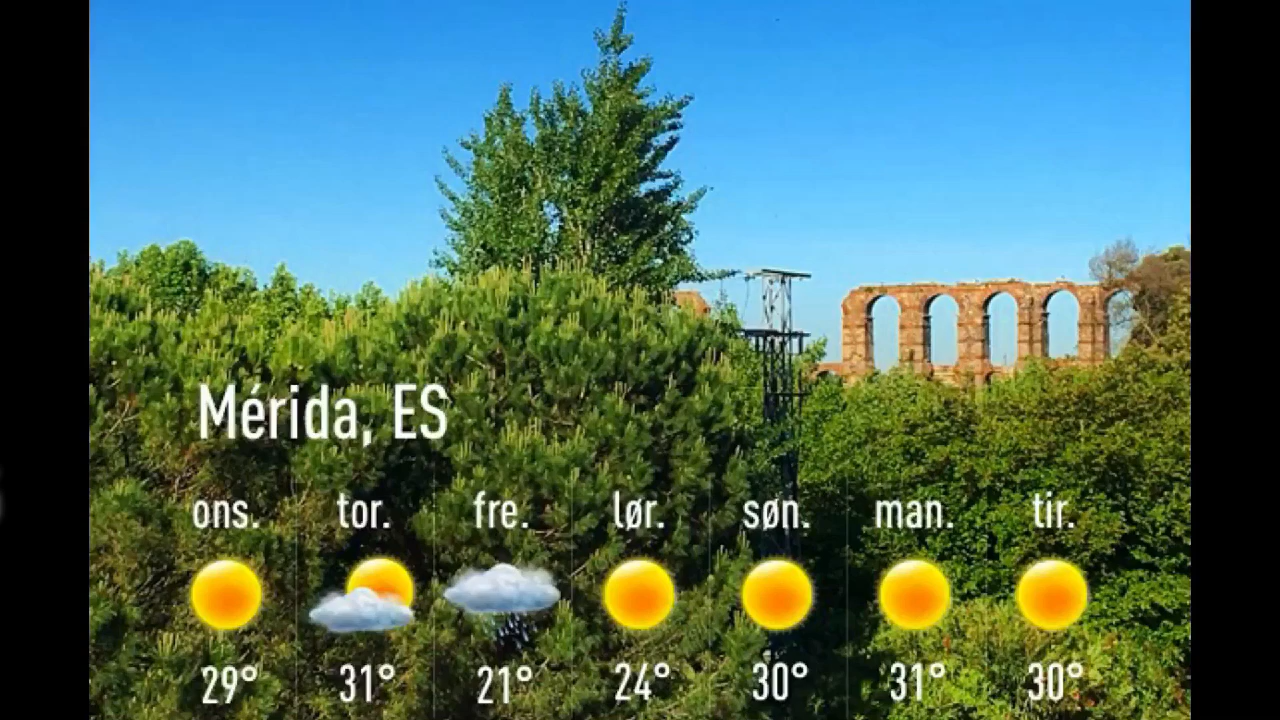 Mérida, ES
ons. tor. fre. lør. søn. man. tir.
29° 31° 21° 24° 30° 31° 30°